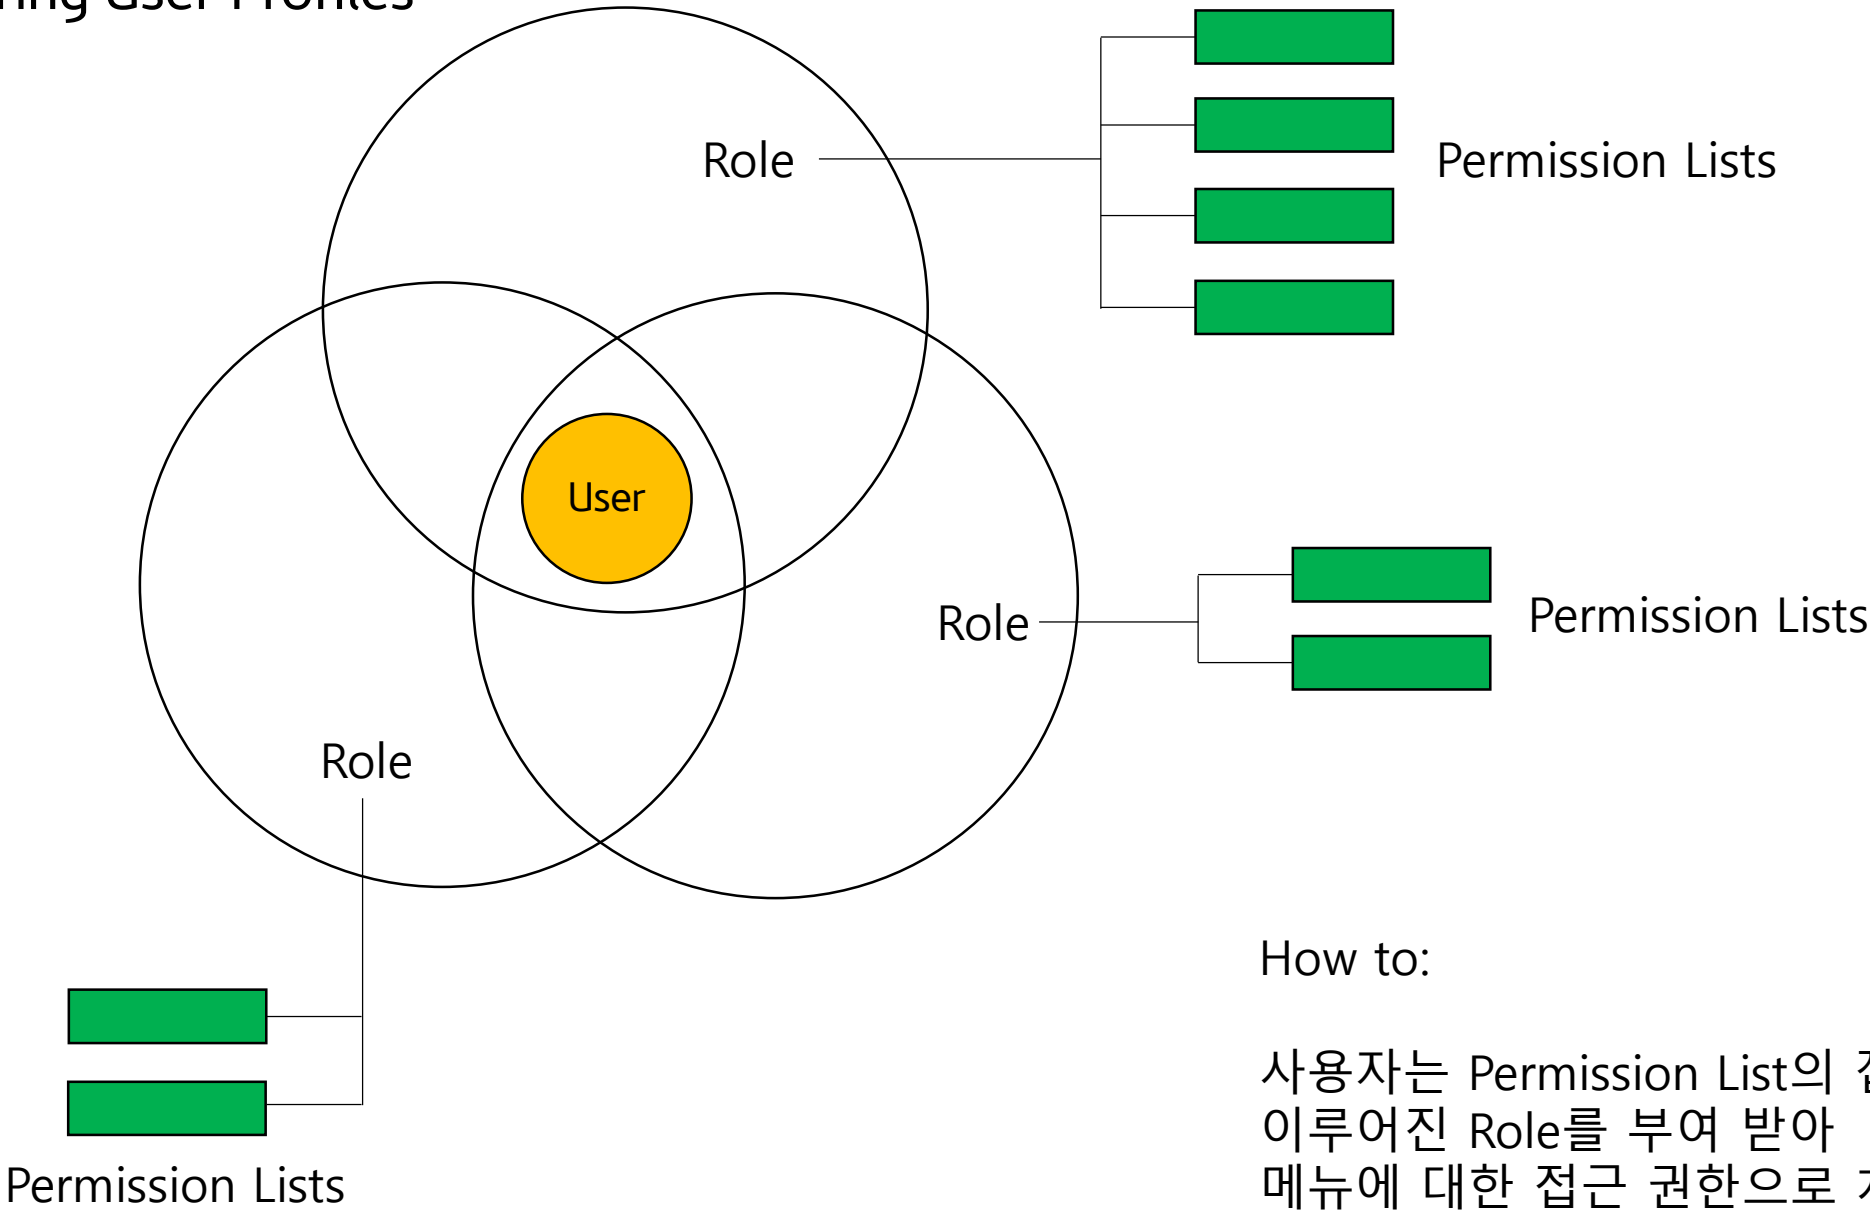 User Profiles
Role
Permission Lists
User
Role
Permission Lists
Role
Permission Lists
How to:
사용자는 Permission List의
이루어진 Role를 부여 받아
메뉴에 대한 접근 권한으로